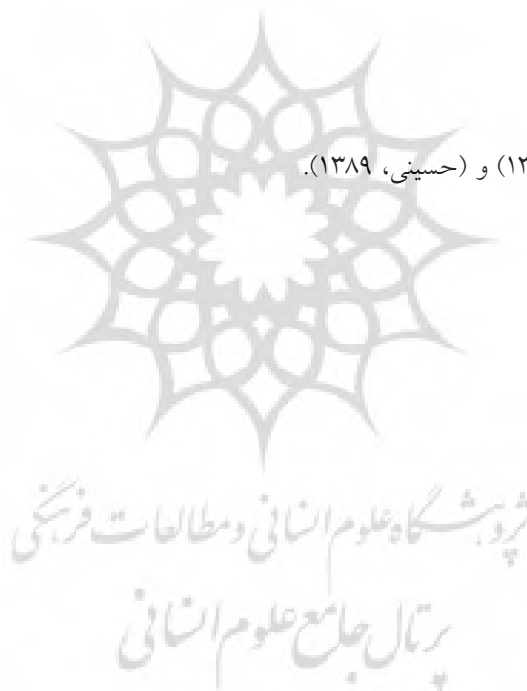 ۱۲) و (حسینی، ۱۳۸۹).
پژوهشگاه علوم انسانی و مطالعات فرهنگی
پرتال جامع علوم انسانی